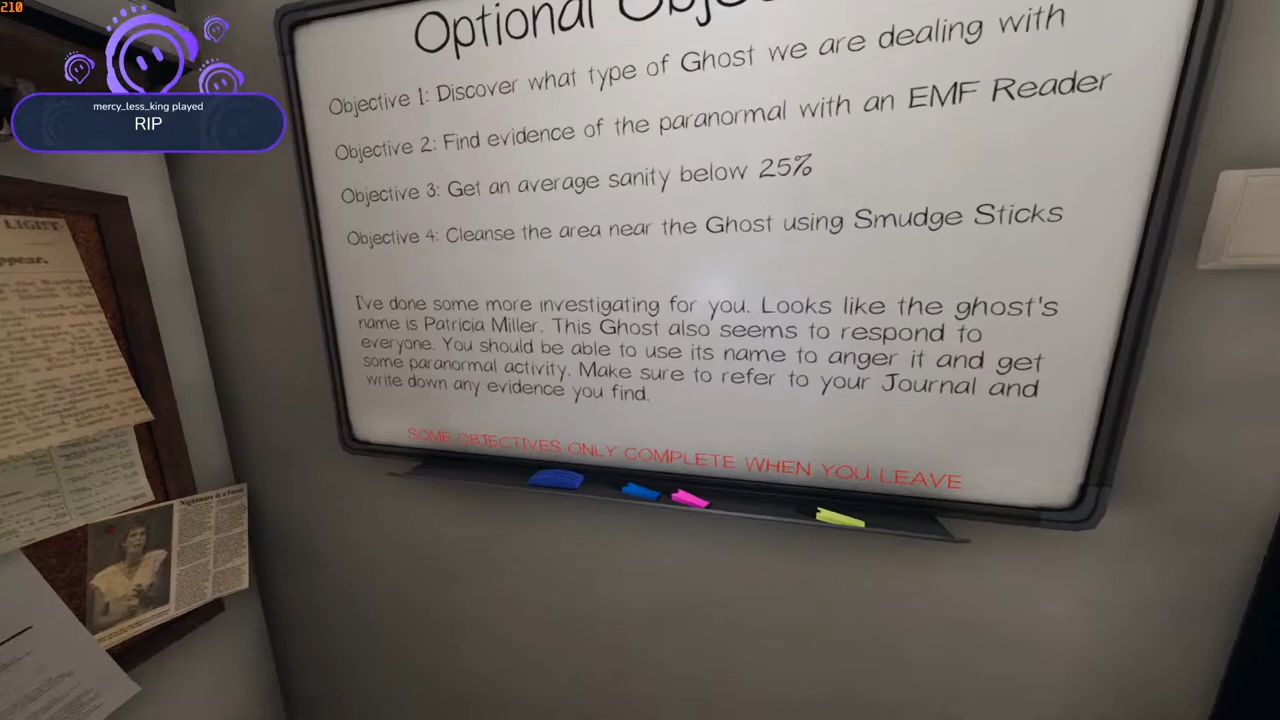 210
mercy_less_king played
RIP
Optional
Objective 1: Discover what type of Ghost we are dealing with
Objective 2: Find evidence of the paranormal with an EMF Reader
Objective 3: Get an average sanity below 25%
Objective 4: Cleanse the area near the Ghost using Smudge Sticks
I've done some more investigating for you. Looks like the ghost's
name is Patricia Miller. This Ghost also seems to respond to
everyone. You should be able to use its name to anger it and get
some paranormal activity. Make sure to refer to your Journal and
write down any evidence you find.
SOME OBJECTIVES ONLY COMPLETE WHEN YOU LEAVE
LIGHT
Nightmare is a Forest